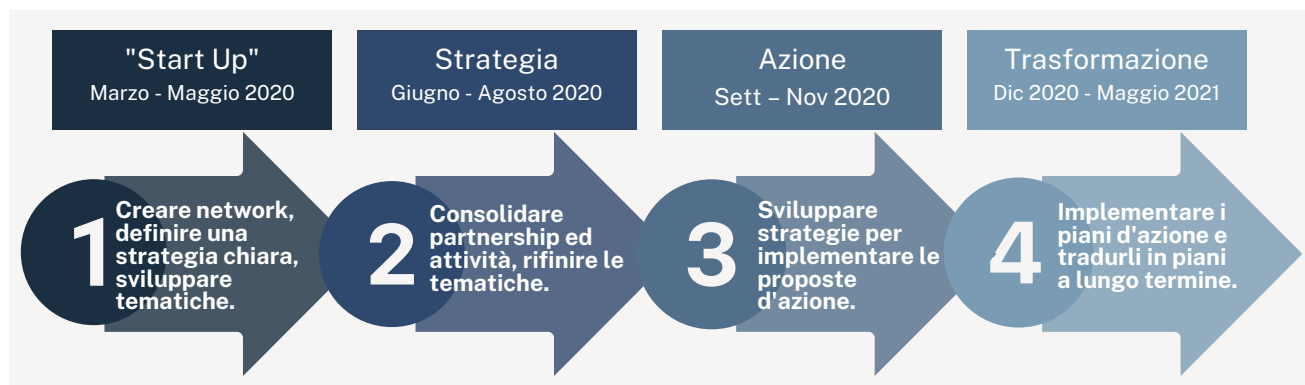 "Start Up"
Marzo - Maggio 2020
Strategia
Giugno - Agosto 2020
Azione
Sett – Nov 2020
Trasformazione
Dic 2020 - Maggio 2021
1
Creare network,
definire una
strategia chiara,
sviluppare
tematiche.
2
Consolidare
partnership ed
attività, rifinire le
tematiche.
3
Sviluppare
strategie per
implementare le
proposte
d'azione.
4
Implementare i
piani d'azione e
tradurli in piani
a lungo termine.